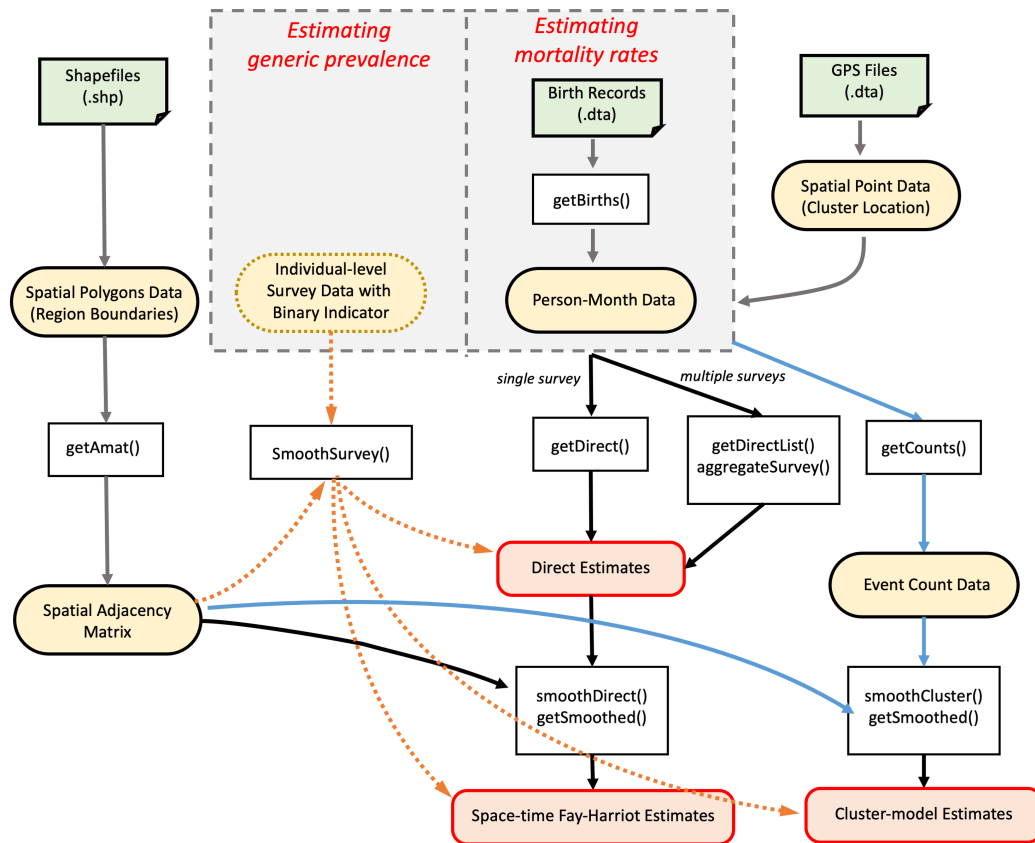 Estimating
generic prevalence
Estimating
mortality rates
Shapefiles
(.shp)
Birth Records
(.dta)
GPS Files
(.dta)
getBirths()
Spatial Point Data
(Cluster Location)
Spatial Polygons Data
(Region Boundaries)
Individual-level
Survey Data with
Binary Indicator
Person-Month Data
single survey
multiple surveys
getAmat()
SmoothSurvey()
getDirect()
getDirectList()
aggregateSurvey()
getCounts()
Direct Estimates
Event Count Data
Spatial Adjacency
Matrix
smoothDirect()
getSmoothed()
smoothCluster()
getSmoothed()
Space-time Fay-Harriot Estimates
Cluster-model Estimates